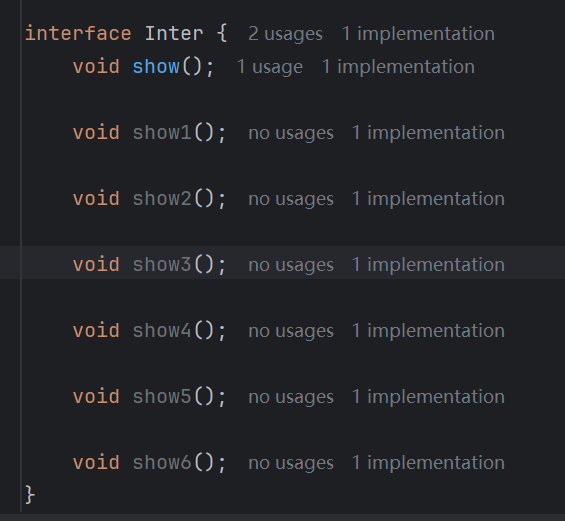 interface Inter {  2 usages  1 implementation
    void show();  1 usage  1 implementation
    void show1();  no usages  1 implementation
    void show2();  no usages  1 implementation
    void show3();  no usages  1 implementation
    void show4();  no usages  1 implementation
    void show5();  no usages  1 implementation
    void show6();  no usages  1 implementation
}